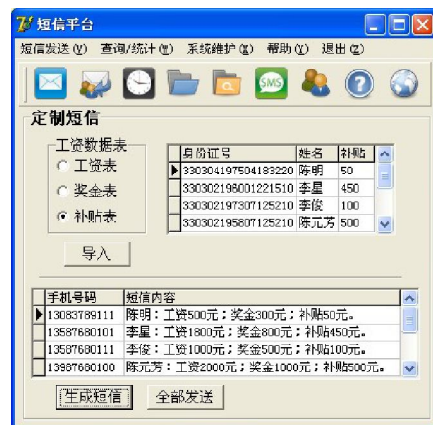 短信平台
短信发送(V) 查询/统计(W) 系统维护(X) 帮助(Y) 退出(Z)
SMS
定制短信
工资数据表
工资表
奖金表
补贴表
导入
身份证号 姓名 补贴
330304197504183220 陈明 50
330302196001221510 李星 450
330302197307125210 李俊 100
330302195807125210 陈元芳 500
手机号码 短信内容
13083789111 陈明：工资500元；奖金300元；补贴50元。
13587680101 李星：工资1800元；奖金800元；补贴450元。
13587680111 李俊：工资1000元；奖金500元；补贴100元。
13987680100 陈元芳：工资2000元；奖金1000元；补贴500元。
生成短信 全部发送